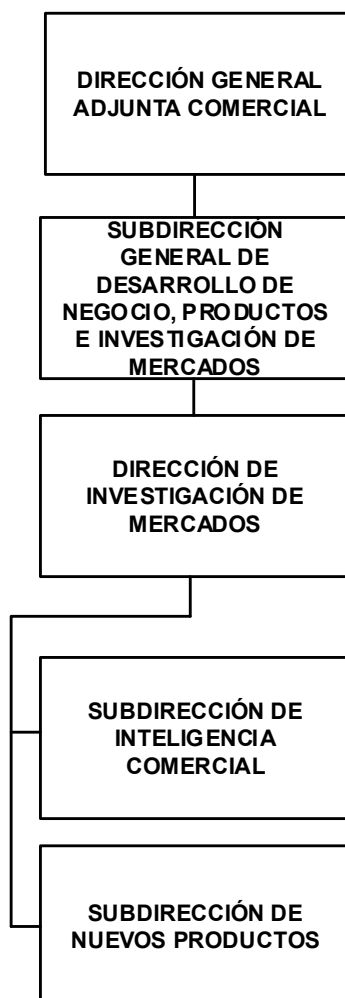 DIRECCIÓN GENERAL
ADJUNTA COMERCIAL
SUBDIRECCIÓN
GENERAL DE
DESARROLLO DE
NEGOCIO, PRODUCTOS
E INVESTIGACIÓN DE
MERCADOS
DIRECCIÓN DE
INVESTIGACIÓN DE
MERCADOS
SUBDIRECCIÓN DE
INTELIGENCIA
COMERCIAL
SUBDIRECCIÓN DE
NUEVOS PRODUCTOS